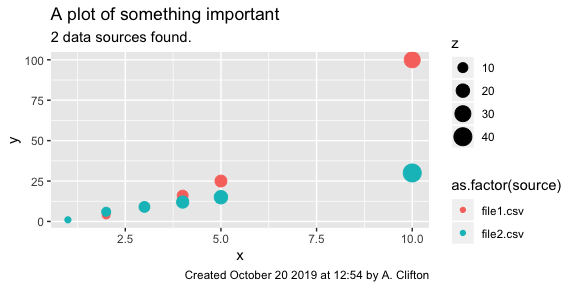 A plot of something important
2 data sources found.
100
75
50
25
0
y
2.5
5.0
7.5
10.0
x
Created October 20 2019 at 12:54 by A. Clifton
z
10
20
30
40
as.factor(source)
file1.csv
file2.csv